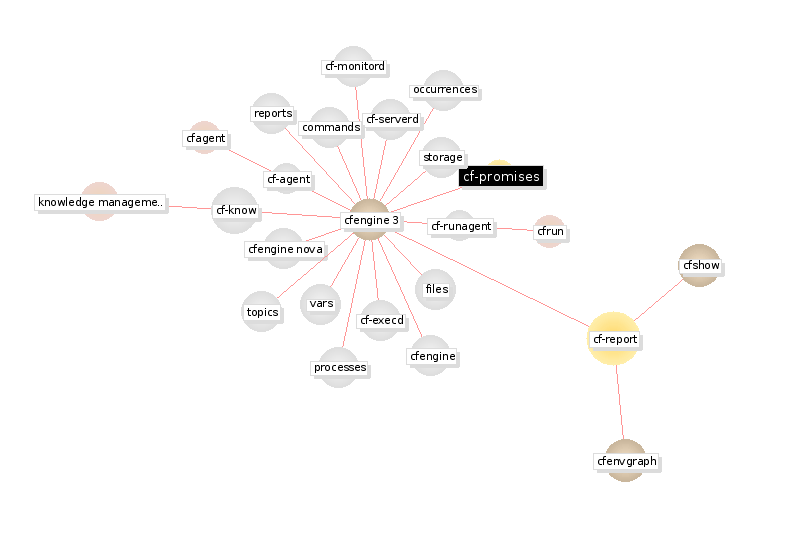 cf-monitord
occurrences
reports
commands
cf-serverd
cfagent
storage
cf-promises
cf-agent
knowledge manageme..
cf-know
cfengine 3
cf-runagent
cfrun
cfengine nova
cfshow
files
vars
topics
cf-execd
cf-report
cfengine
processes
cfenvgraph